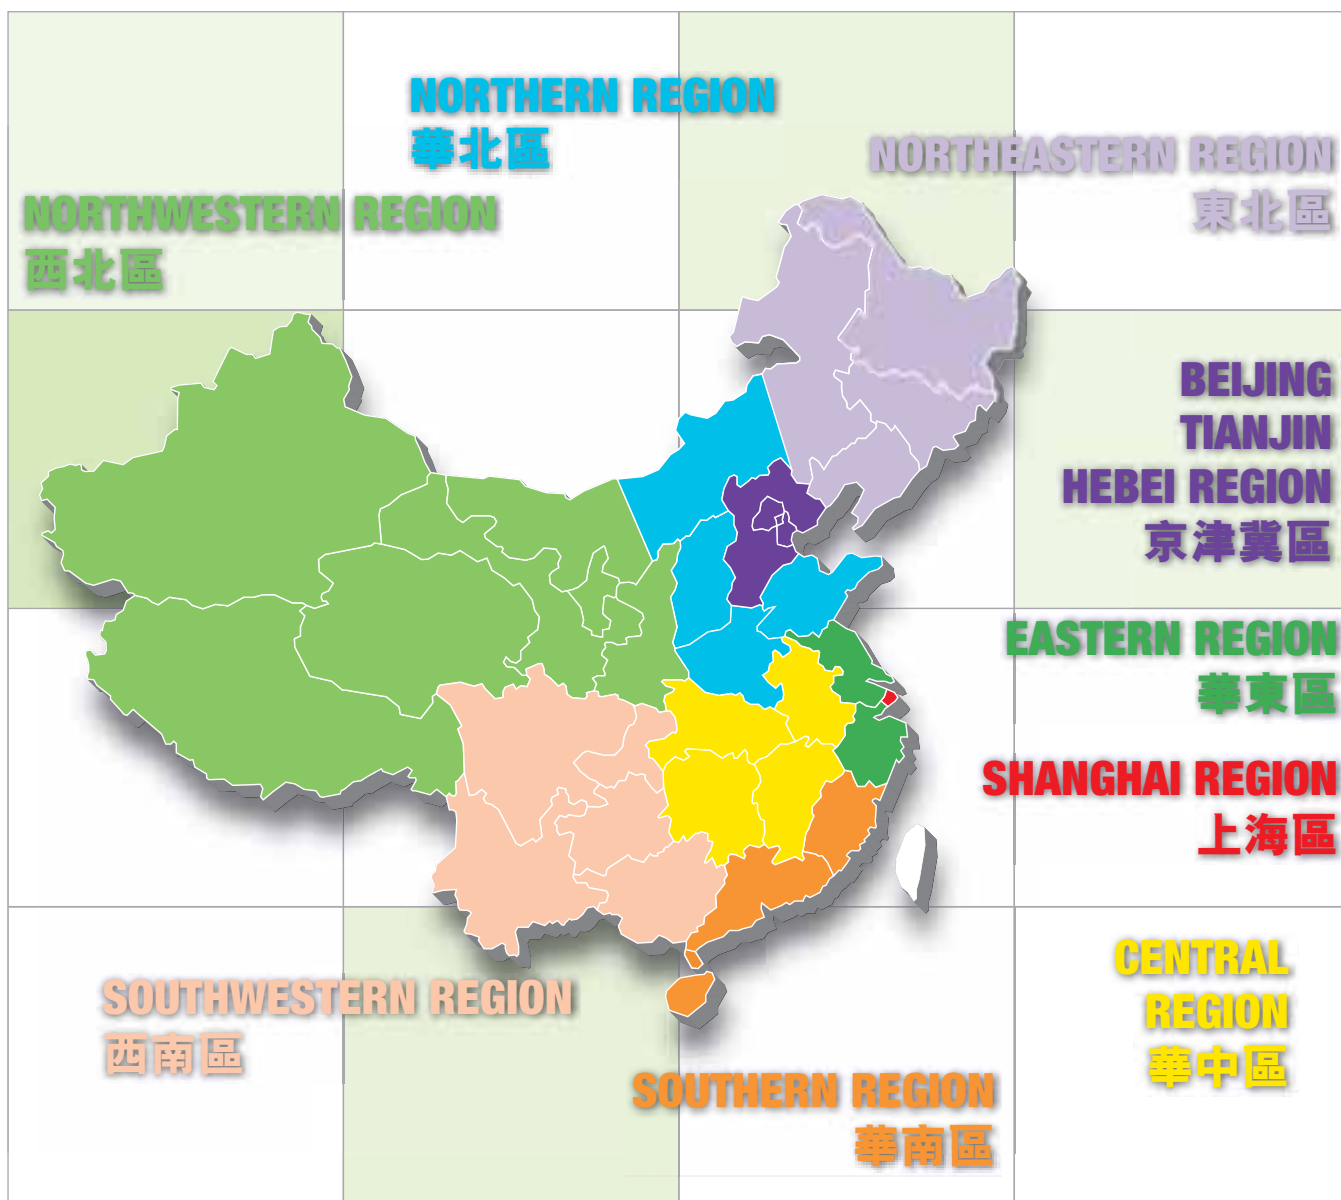 NORTHERN REGION
華北區
NORTHEASTERN REGION
東北區
NORTHWESTERN REGION
西北區
BEIJING
TIANJIN
HEBEI REGION
京津冀區
EASTERN REGION
華東區
SHANGHAI REGION
上海區
CENTRAL
REGION
華中區
SOUTHWESTERN REGION
西南區
SOUTHERN REGION
華南區